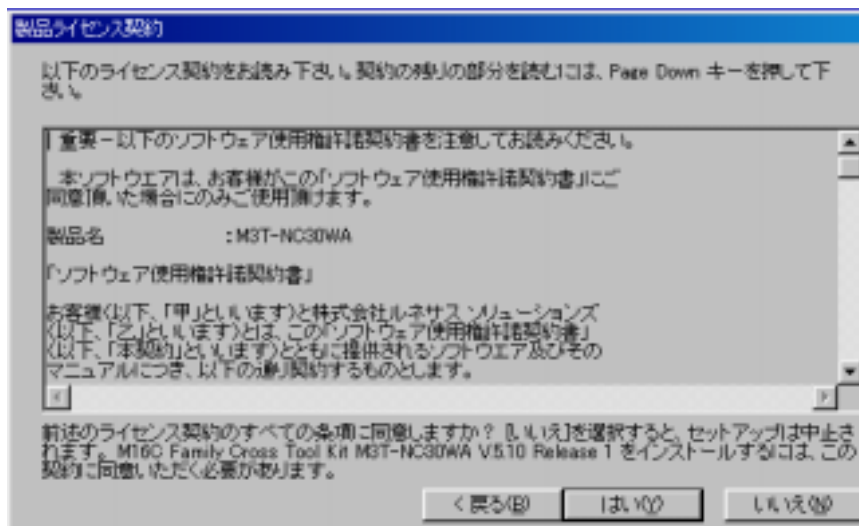 製品ライセンス契約
以下のライセンス契約をお読み下さい。契約の残りの部分を読むには、Page Down キーを押して下
さい。
重要－以下のソフトウェア使用権許諾契約書を注意してお読みください。
本ソフトウエアは、お客様がこの「ソフトウェア使用権許諾契約書」にご
同意頂いた場合にのみご使用頂けます。
製品名 :M3T-NC30WA
「ソフトウェア使用権許諾契約書」
お客様(以下、「甲」といいます)と株式会社ルネサス ソリューションズ
(以下、「乙」といいます)とは、この「ソフトウェア使用権許諾契約書」
(以下、「本契約」といいます)とともに提供されるソフトウエア及びその
マニュアルにつき、以下の通り契約するものとします。
前述のライセンス契約のすべての条項に同意しますか？ [いいえ]を選択すると、セットアップは中止さ
れます。M16C Family Cross Tool Kit M3T-NC30WA V.5.10 Release 1 をインストールするには、この
契約に同意いただく必要があります。
< 戻る(B) はい(Y) いいえ(N)